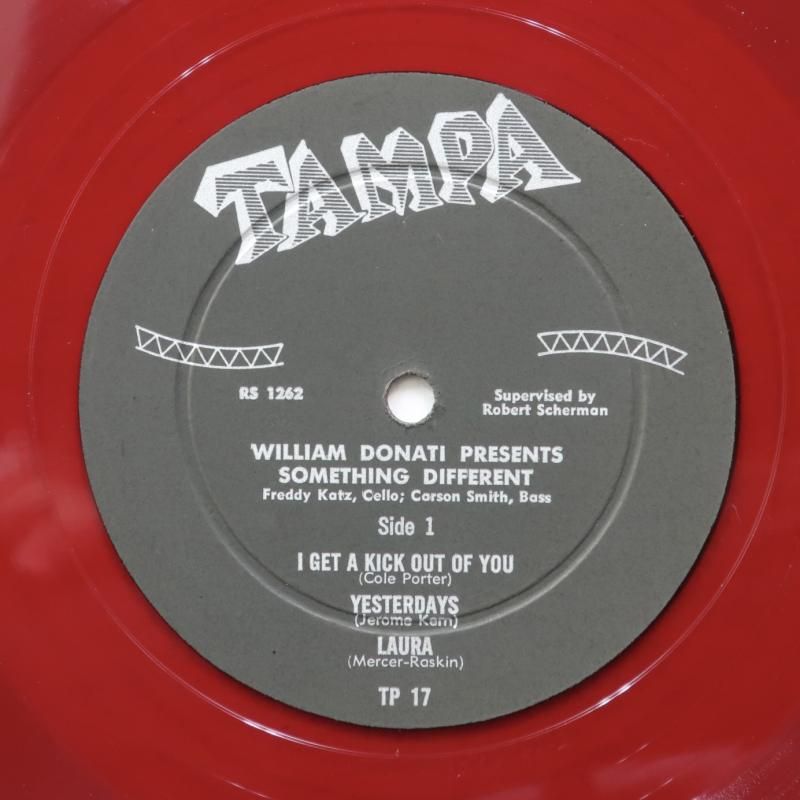 TAMPA
RS 1262
Supervised by
Robert Scherman
WILLIAM DONATI PRESENTS
SOMETHING DIFFERENT
Freddy Katz, Cello; Carson Smith, Bass
Side 1
I GET A KICK OUT OF YOU
(Cole Porter)
YESTERDAYS
(Jerome Kern)
LAURA
(Mercer-Raskin)
TP 17